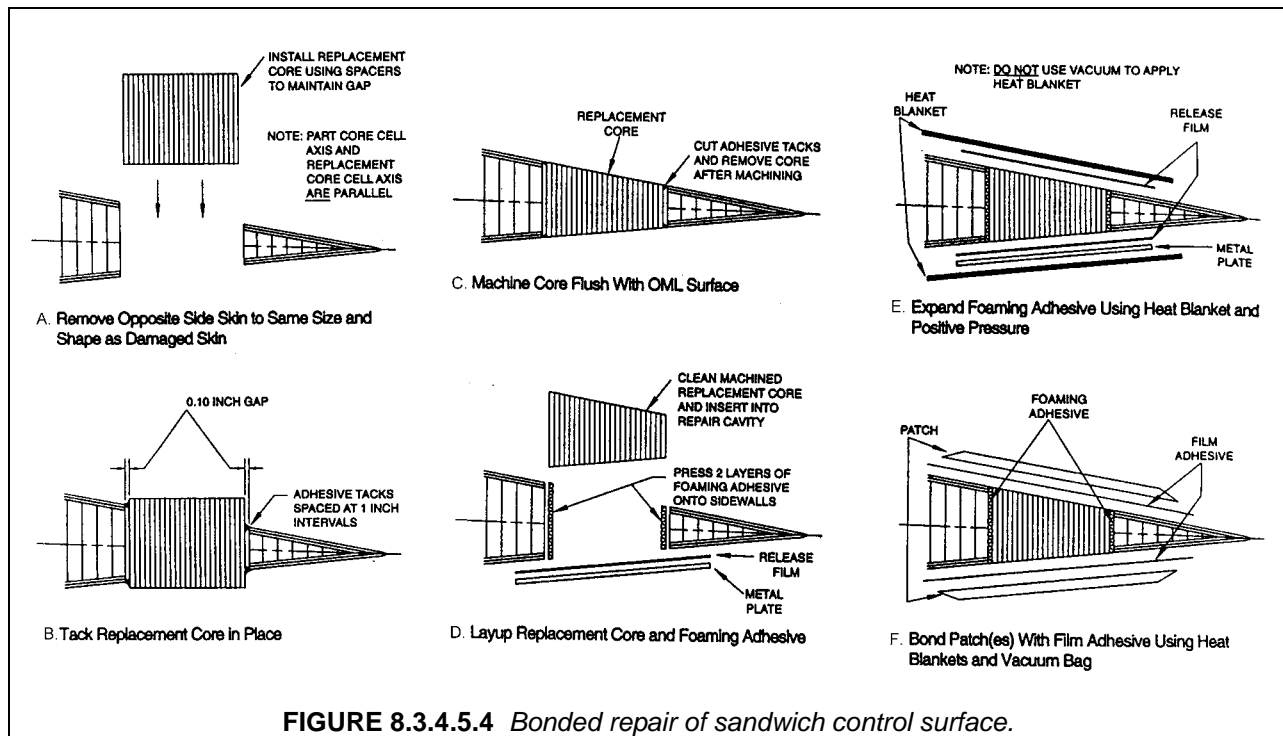 INSTALL REPLACEMENT
CORE USING SPACERS
TO MAINTAIN GAP
NOTE: PART CORE CELL
AXIS AND
REPLACEMENT
CORE CELL AXIS
ARE PARALLEL
A. Remove Opposite Side Skin to Same Size and
Shape as Damaged Skin
0.10 INCH GAP
ADHESIVE TACKS
SPACED AT 1 INCH
INTERVALS
B. Tack Replacement Core in Place
REPLACEMENT
CORE
CUT ADHESIVE TACKS
AND REMOVE CORE
AFTER MACHINING
C. Machine Core Flush With OML Surface
CLEAN MACHINED
REPLACEMENT CORE
AND INSERT INTO
REPAIR CAVITY
PRESS 2 LAYERS OF
FOAMING ADHESIVE
ONTO SIDEWALLS
RELEASE
FILM
METAL
PLATE
D. Layup Replacement Core and Foaming Adhesive
NOTE: DO NOT USE VACUUM TO APPLY
HEAT BLANKET
HEAT
BLANKET
RELEASE
FILM
METAL
PLATE
E. Expand Foaming Adhesive Using Heat Blanket and
Positive Pressure
FOAMING
ADHESIVE
PATCH
FILM
ADHESIVE
F. Bond Patch(es) With Film Adhesive Using Heat
Blankets and Vacuum Bag
FIGURE 8.3.4.5.4 Bonded repair of sandwich control surface.